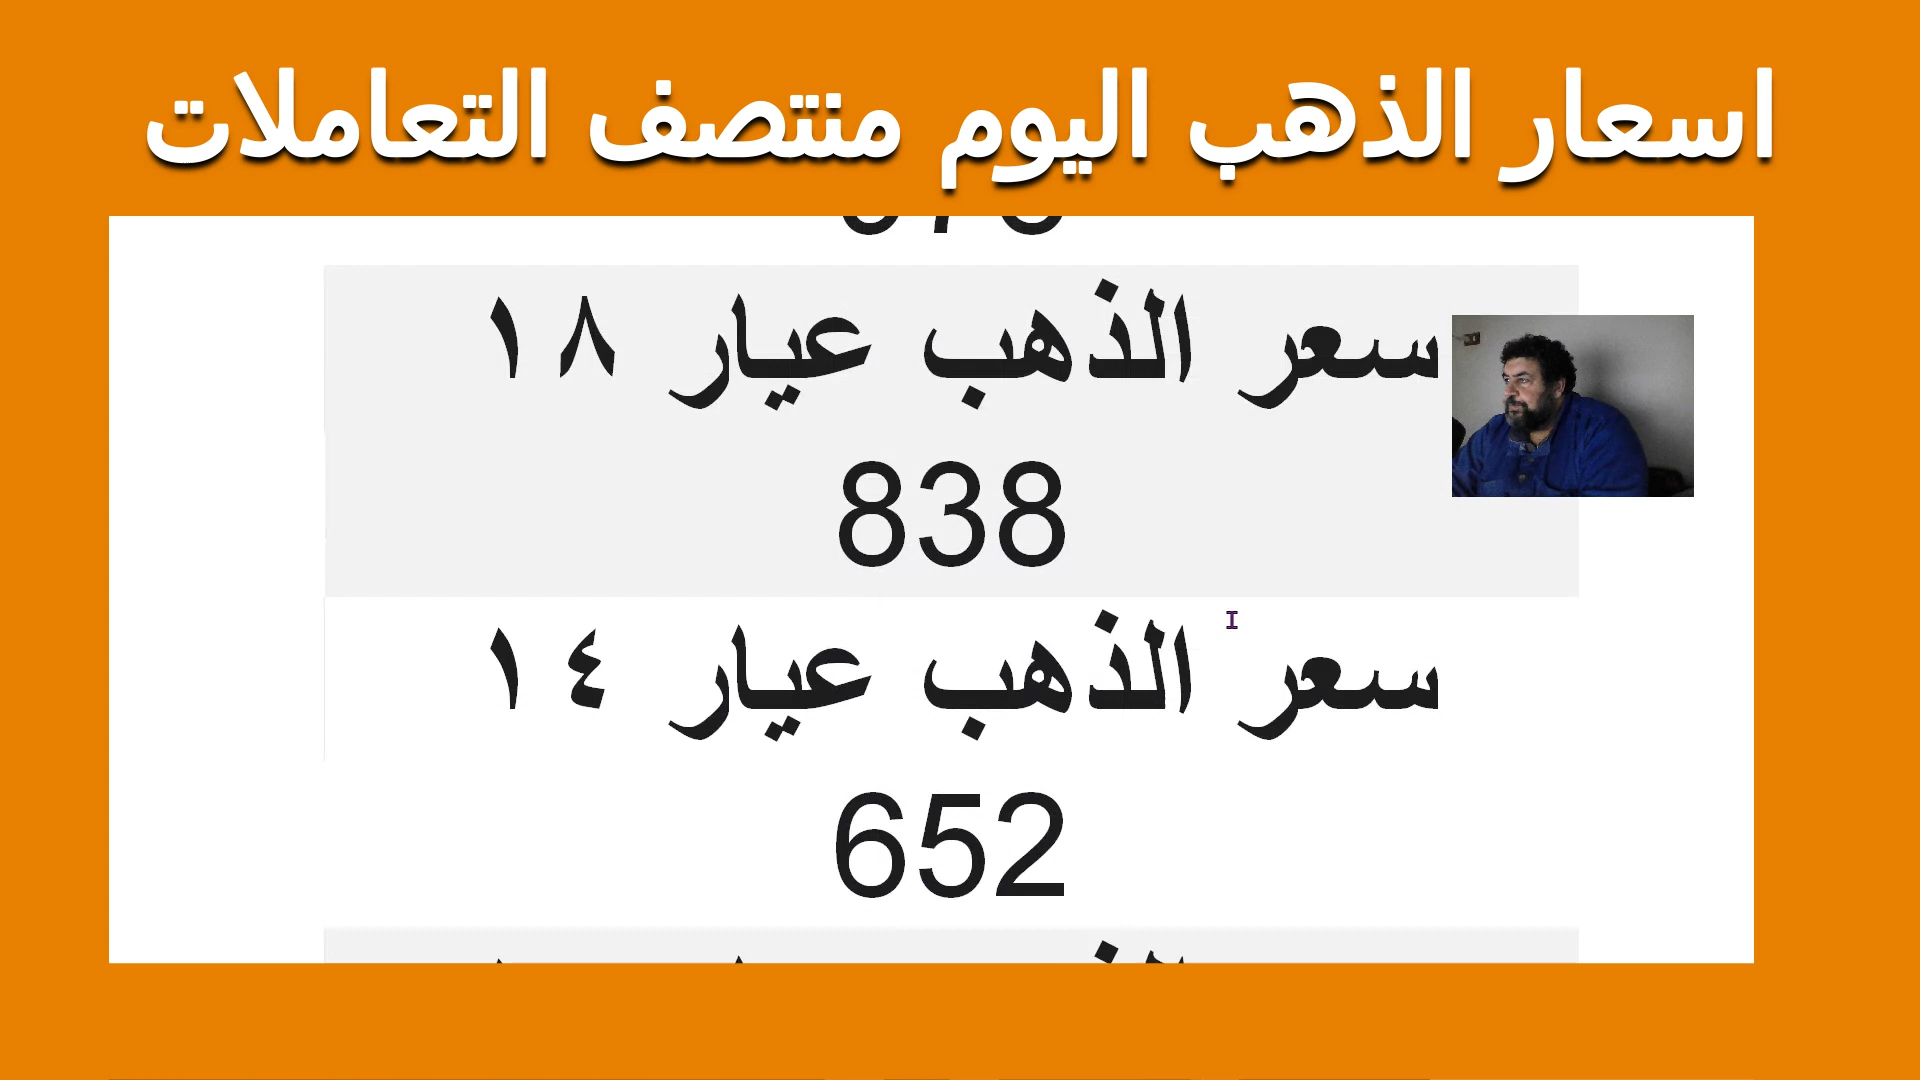 اسعار الذهب اليوم منتصف التعاملات
سعر الذهب عيار ١٨
838
سعر الذهب عيار ١٤
652